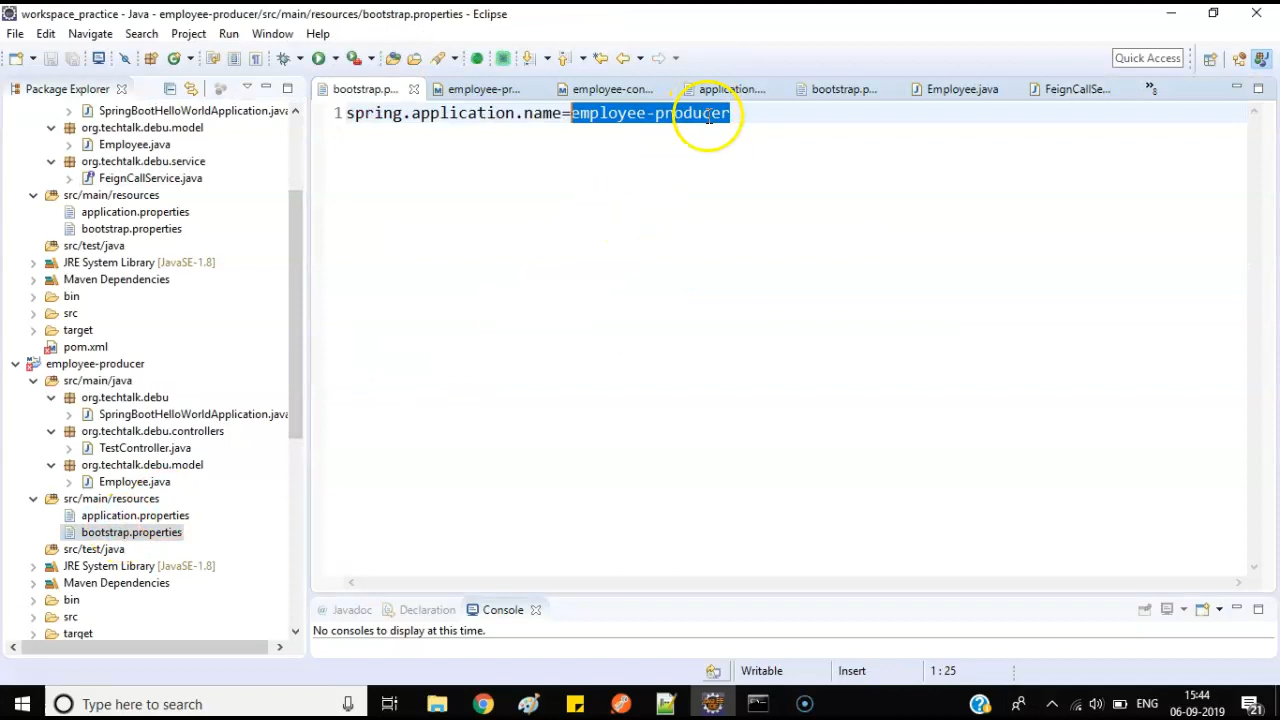 workspace_practice - Java - employee-producer/src/main/resources/bootstrap.properties - Eclipse
File Edit Navigate Search Project Run Window Help
Quick Access
Package Explorer
SpringBootHelloWorldApplication.java
org.techtalk.debu.model
Employee.java
org.techtalk.debu.service
FeignCallService.java
src/main/resources
application.properties
bootstrap.properties
src/test/java
JRE System Library [JavaSE-1.8]
Maven Dependencies
bin
src
target
pom.xml
employee-producer
src/main/java
org.techtalk.debu
SpringBootHelloWorldApplication.java
org.techtalk.debu.controllers
TestController.java
org.techtalk.debu.model
Employee.java
src/main/resources
application.properties
bootstrap.properties
src/test/java
JRE System Library [JavaSE-1.8]
Maven Dependencies
bin
src
target
bootstrap.p... employee-pr... employee-con... application.... bootstrap.p... Employee.java FeignCallSe... »8
1 spring.application.name=employee-producer
Javadoc Declaration Console
No consoles to display at this time.
Writable Insert 1 : 25
Type here to search
ENG
15:44
06-09-2019
21